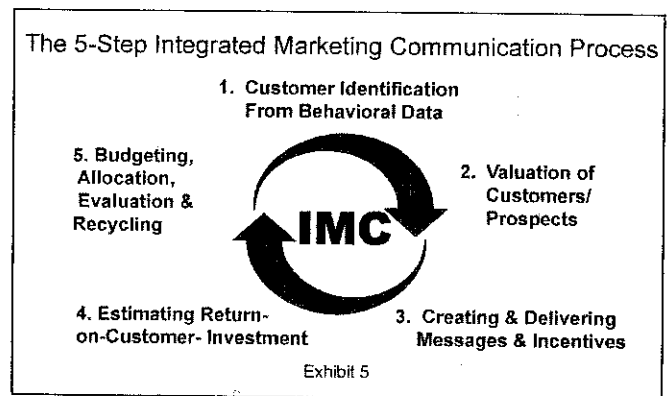 The 5-Step Integrated Marketing Communication Process
1. Customer Identification
From Behavioral Data
5. Budgeting,
Allocation,
Evaluation &
Recycling
2. Valuation of
Customers/
Prospects
IMC
4. Estimating Return-
on-Customer- Investment
3. Creating & Delivering
Messages & Incentives
Exhibit 5